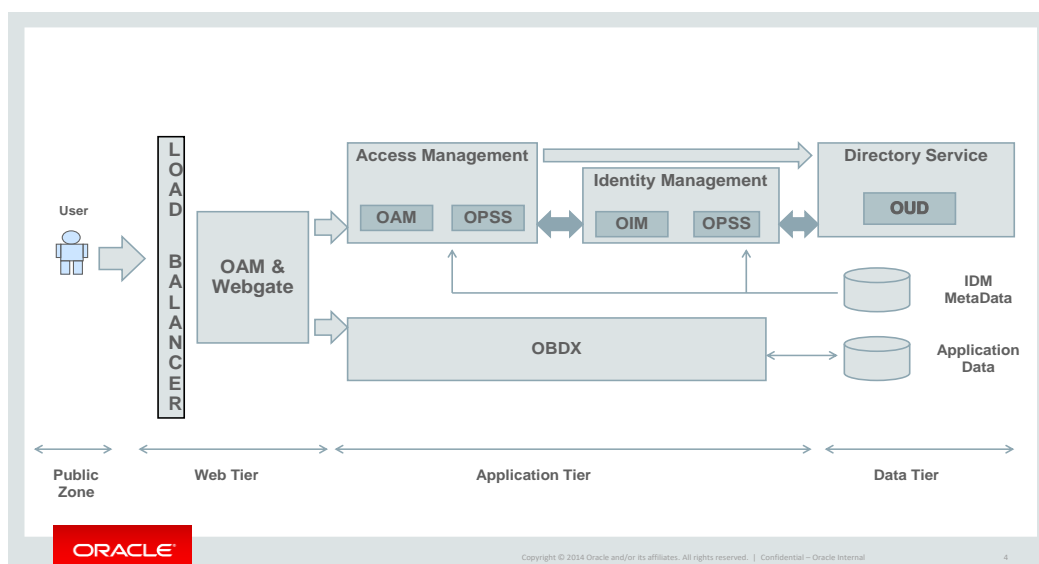 User
LOAD BALANCER
OAM &
Webgate
Access Management
OAM
OPSS
Identity Management
OIM
OPSS
Directory Service
OUD
IDM
MetaData
OBDX
Application
Data
Public
Zone
Web Tier
Application Tier
Data Tier
ORACLE
Copyright © 2014 Oracle and/or its affiliates. All rights reserved. | Confidential – Oracle Internal
4